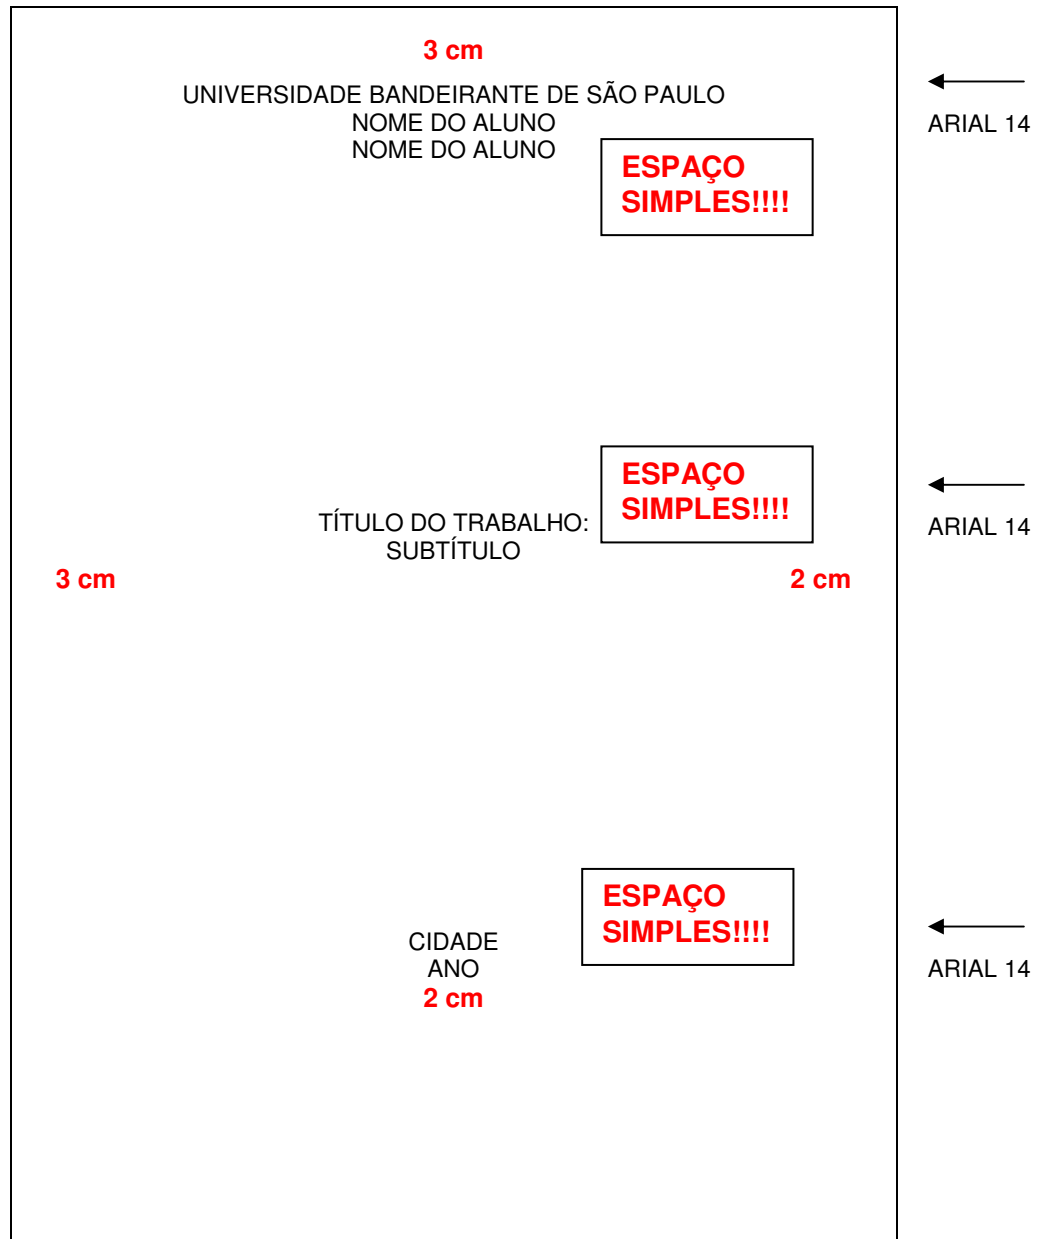 3 cm
UNIVERSIDADE BANDEIRANTE DE SÃO PAULO
NOME DO ALUNO
NOME DO ALUNO
ARIAL 14
ESPAÇO
SIMPLES!!!!
ESPAÇO
SIMPLES!!!!
ARIAL 14
TÍTULO DO TRABALHO:
SUBTÍTULO
3 cm
2 cm
ESPAÇO
SIMPLES!!!!
ARIAL 14
CIDADE
ANO
2 cm